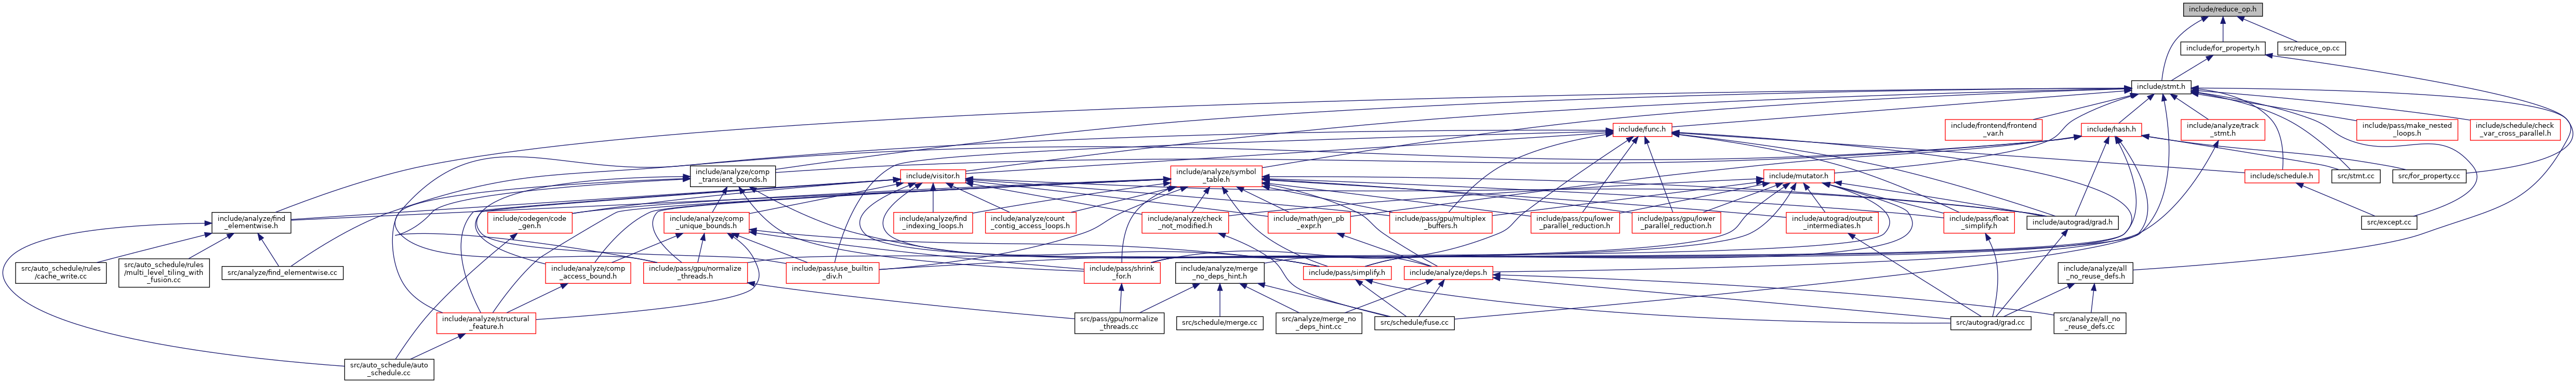 include/reduce_op.h
include/for_property.h
src/reduce_op.cc
include/stmt.h
include/func.h
include/frontend/frontend
_var.h
include/hash.h
include/analyze/track
_stmt.h
include/pass/make_nested
_loops.h
include/schedule/check
_var_cross_parallel.h
include/analyze/comp
_transient_bounds.h
include/visitor.h
include/analyze/symbol
_table.h
include/mutator.h
include/schedule.h
src/stmt.cc
src/for_property.cc
include/analyze/find
_elementwise.h
include/codegen/code
_gen.h
include/analyze/comp
_unique_bounds.h
include/analyze/find
_indexing_loops.h
include/analyze/count
_contig_access_loops.h
include/analyze/check
_not_modified.h
include/math/gen_pb
_expr.h
include/pass/gpu/multiplex
_buffers.h
include/pass/cpu/lower
_parallel_reduction.h
include/pass/gpu/lower
_parallel_reduction.h
include/autograd/output
_intermediates.h
include/pass/float
_simplify.h
include/autograd/grad.h
src/except.cc
src/auto_schedule/rules
/cache_write.cc
src/auto_schedule/rules
/multi_level_tiling_with
_fusion.cc
src/analyze/find_elementwise.cc
include/analyze/comp
_access_bound.h
include/pass/gpu/normalize
_threads.h
include/pass/use_builtin
_div.h
include/pass/shrink
_for.h
include/analyze/merge
_no_deps_hint.h
include/pass/simplify.h
include/analyze/deps.h
include/analyze/all
_no_reuse_defs.h
include/analyze/structural
_feature.h
src/pass/gpu/normalize
_threads.cc
src/schedule/merge.cc
src/analyze/merge_no
_deps_hint.cc
src/schedule/fuse.cc
src/autograd/grad.cc
src/analyze/all_no
_reuse_defs.cc
src/auto_schedule/auto
_schedule.cc